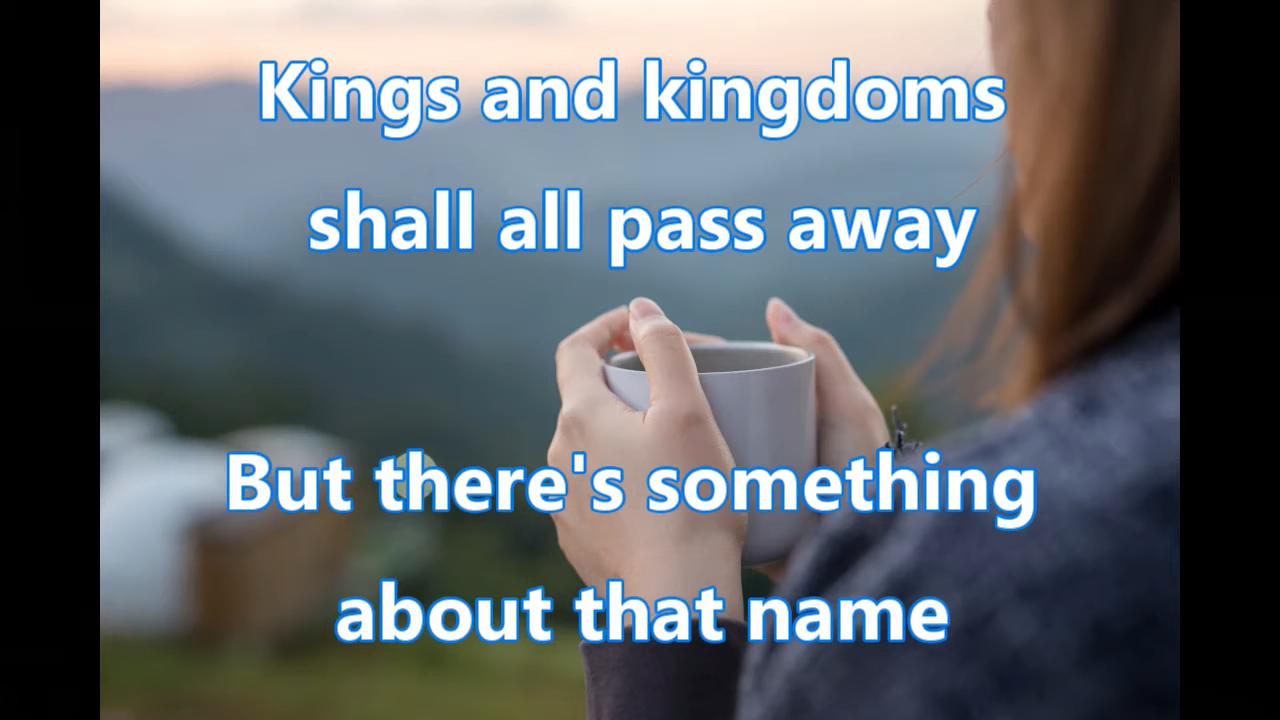 Kings and kingdoms
shall all pass away
But there's something
about that name